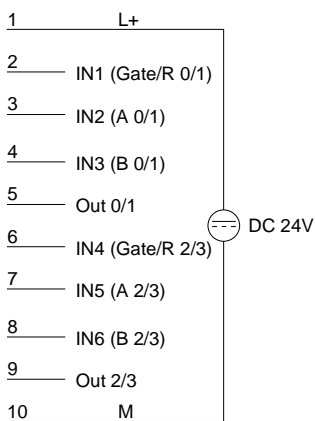 1 L+
2 IN1 (Gate/R 0/1)
3 IN2 (A 0/1)
4 IN3 (B 0/1)
5 Out 0/1
DC 24V
6 IN4 (Gate/R 2/3)
7 IN5 (A 2/3)
8 IN6 (B 2/3)
9 Out 2/3
10 M